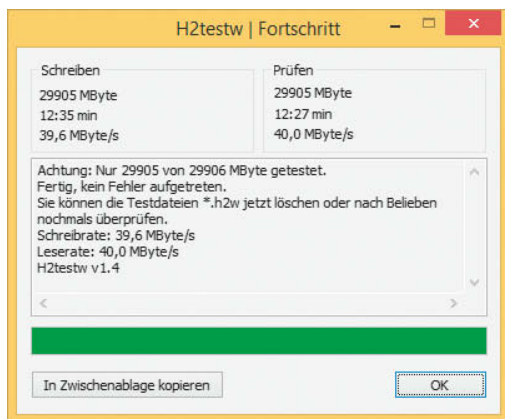 H2testw | Fortschritt
Schreiben
29905 MByte
12:35 min
39,6 MByte/s
Prüfen
29905 MByte
12:27 min
40,0 MByte/s
Achtung: Nur 29905 von 29906 MByte getestet.
Fertig, kein Fehler aufgetreten.
Sie können die Testdateien *.h2w jetzt löschen oder nach Belieben
nochmals überprüfen.
Schreibrate: 39,6 MByte/s
Leserate: 40,0 MByte/s
H2testw v1.4
In Zwischenablage kopieren
OK